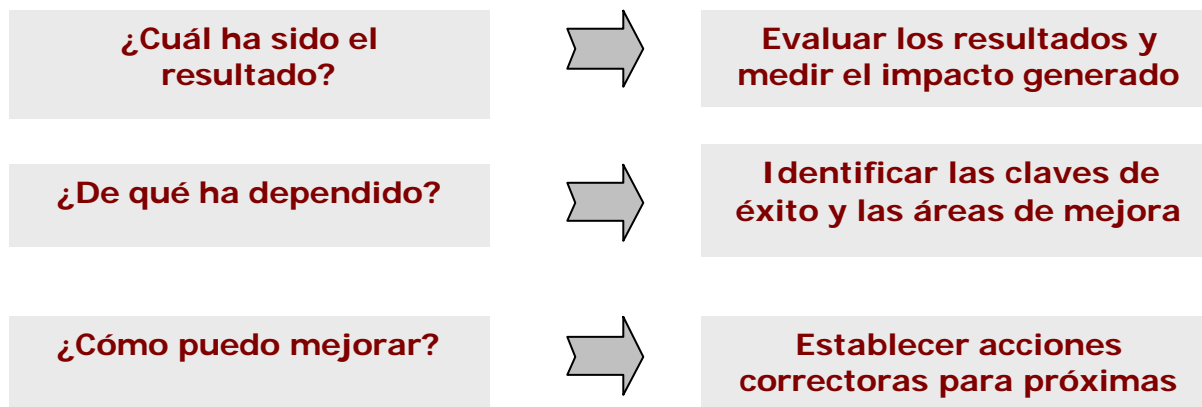 ¿Cuál ha sido el
resultado?
Evaluar los resultados y
medir el impacto generado
¿De qué ha dependido?
Identificar las claves de
éxito y las áreas de mejora
¿Cómo puedo mejorar?
Establecer acciones
correctoras para próximas